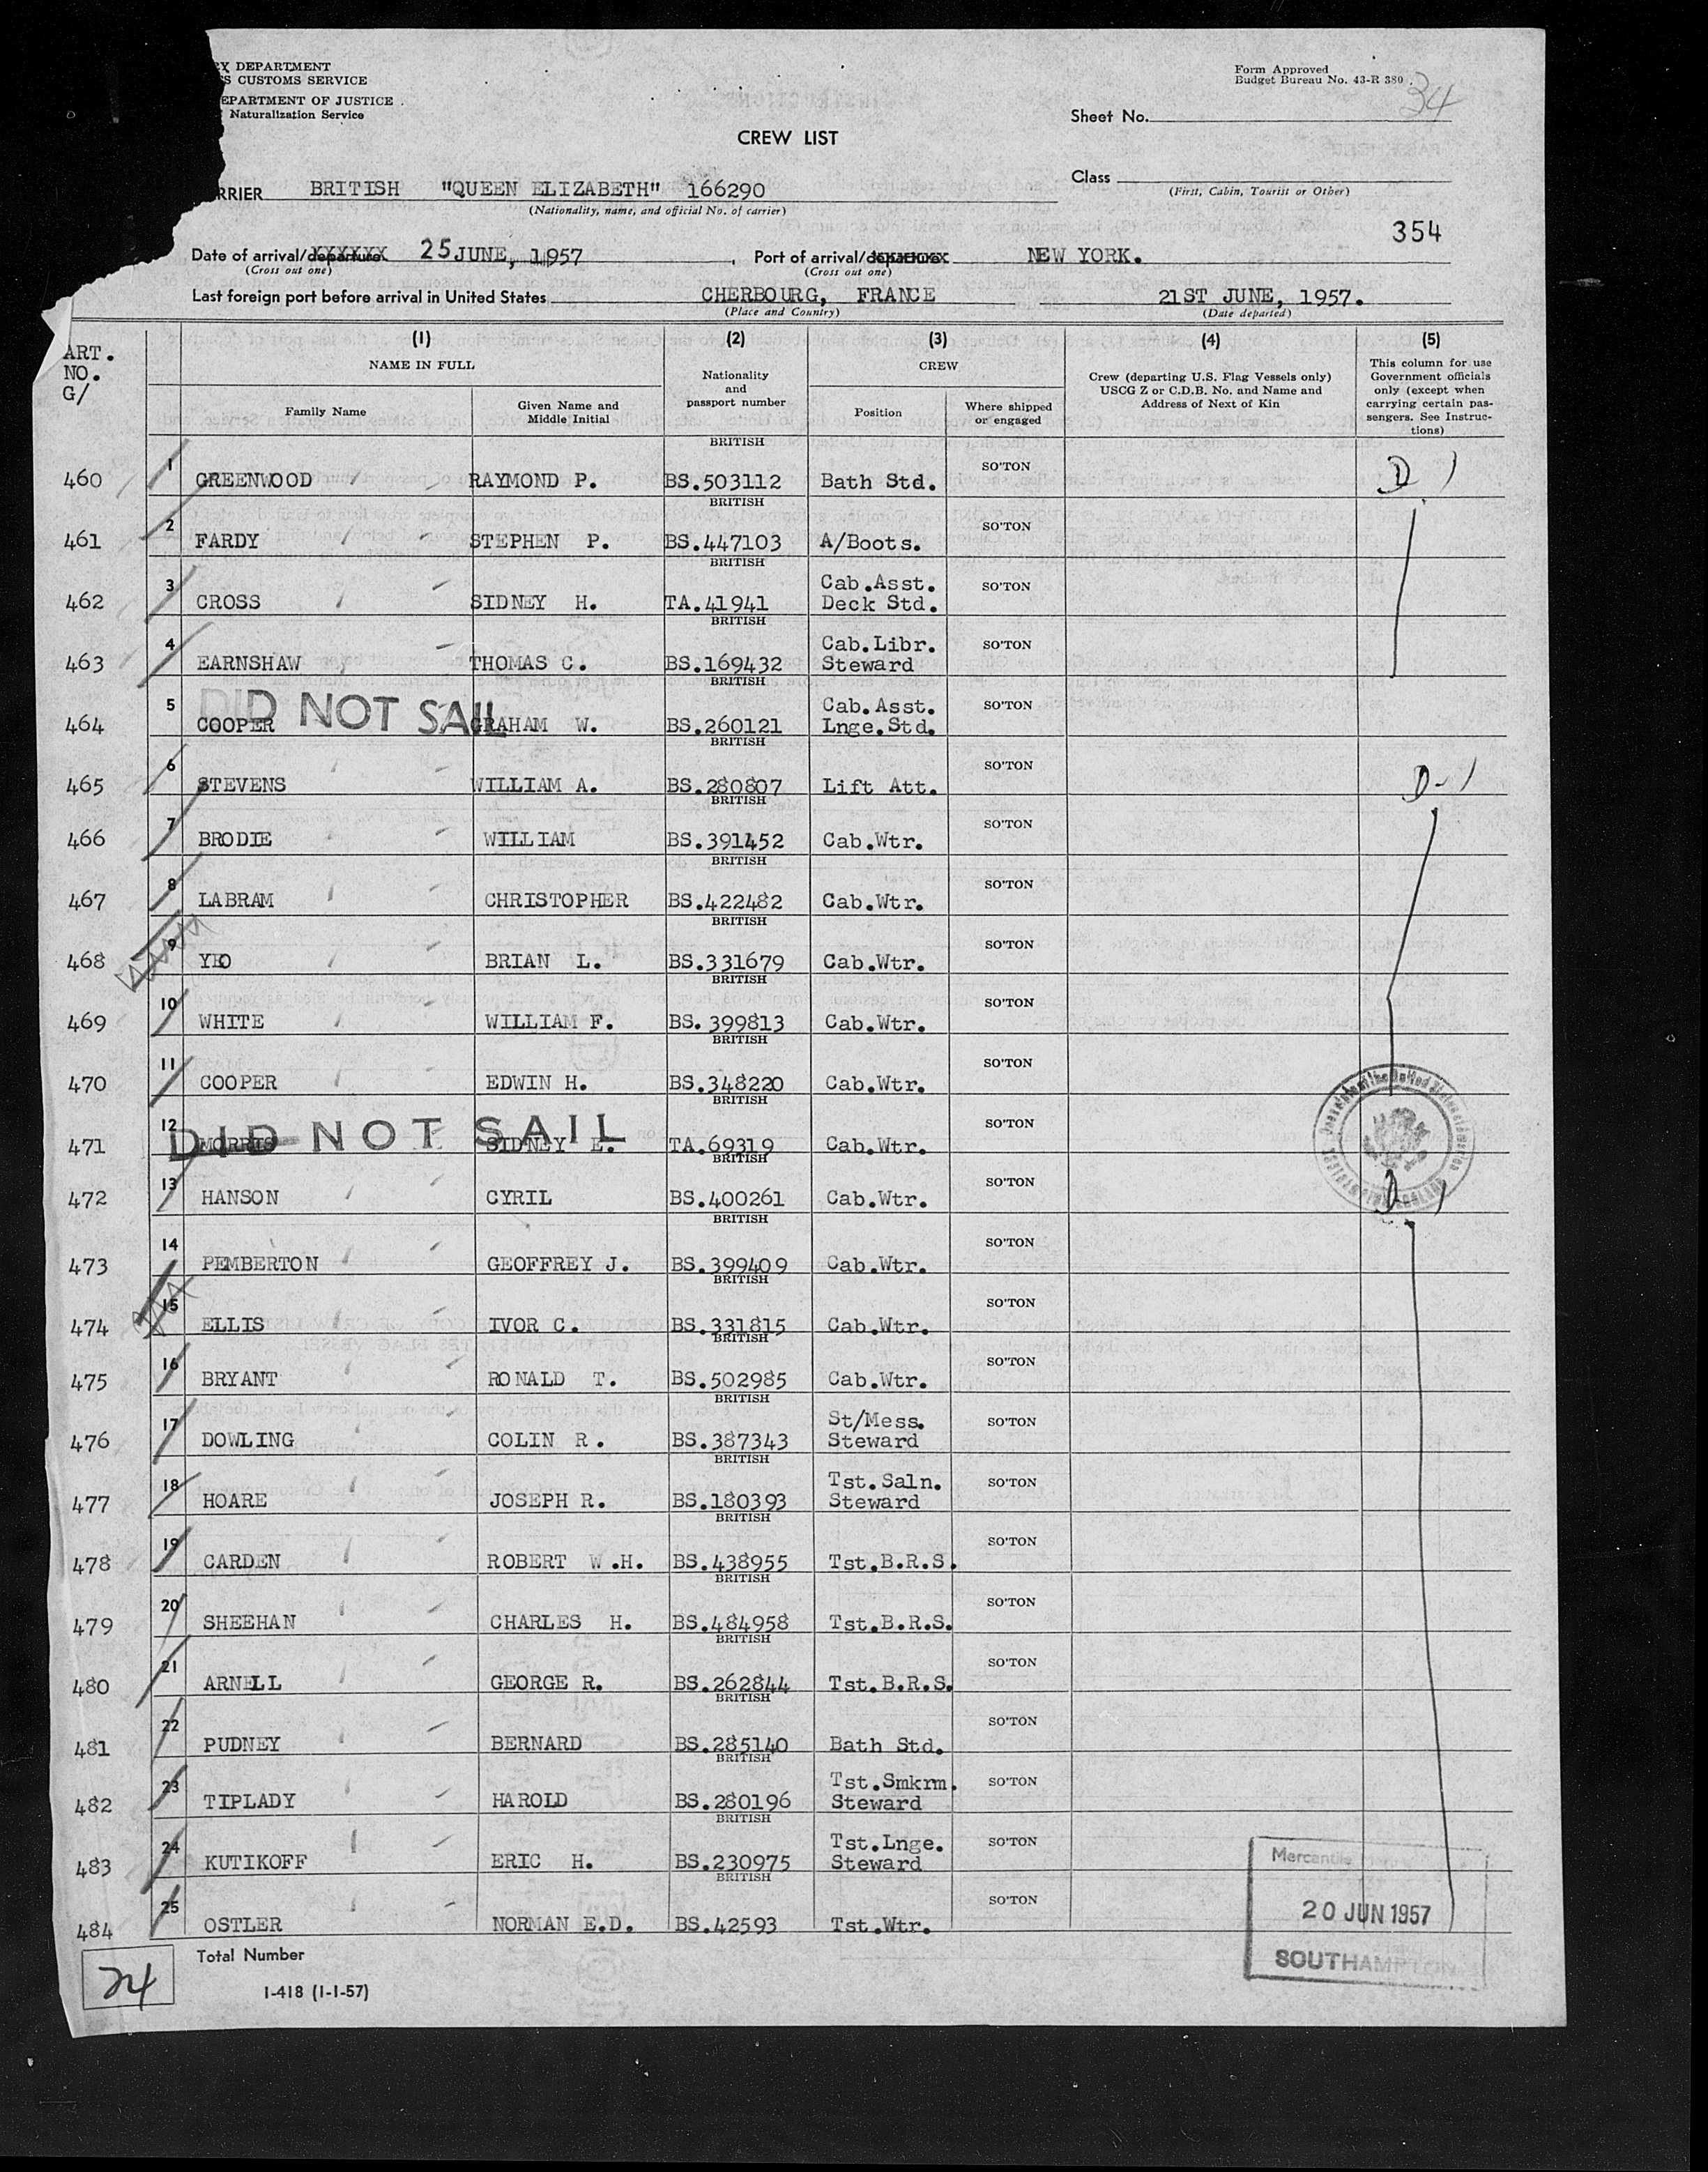 Y DEPARTMENT
S CUSTOMS SERVICE
EPARTMENT OF JUSTICE
Naturalization Service
Form Approved
Budget Bureau No. 43-R 380
Sheet No. 34
CREW LIST
Class
(First, Cabin, Tourist or Other)
RRIER BRITISH "QUEEN ELIZABETH" 166290
(Nationality, name, and official No. of carrier)
354
Date of arrival/departure XXXXXX 25 JUNE, 1957 , Port of arrival/departure XXXXXX NEW YORK.
(Cross out one) (Cross out one)
Last foreign port before arrival in United States CHERBOURG, FRANCE 21ST JUNE, 1957.
(Place and Country) (Date departed)
ART. NO. G/
(1) (2) (3) (4) (5)
NAME IN FULL
Family Name
Given Name and Middle Initial
Nationality and passport number
CREW
Position
Where shipped or engaged
Crew (departing U.S. Flag Vessels only)
USCG Z or C.D.B. No. and Name and
Address of Next of Kin
This column for use
Government officials
only (except when
carrying certain pas-
sengers. See Instruc-
tions)
460 1 GREENWOOD RAYMOND P. BRITISH BS.503112 Bath Std. SO'TON D 1
461 2 FARDY STEPHEN P. BRITISH BS.447103 A/Boots. SO'TON
462 3 CROSS SIDNEY H. BRITISH TA.41941 Cab.Asst. Deck Std. SO'TON
463 4 EARNSHAW THOMAS C. BRITISH BS.169432 Cab.Libr. Steward SO'TON
464 5 COOPER GRAHAM W. BRITISH BS.260121 Cab.Asst. Lnge.Std. SO'TON
DID NOT SAIL
465 6 STEVENS WILLIAM A. BRITISH BS.280807 Lift Att. SO'TON D-1
466 7 BRODIE WILLIAM BRITISH BS.391452 Cab.Wtr. SO'TON
467 8 LABRAM CHRISTOPHER BRITISH BS.422482 Cab.Wtr. SO'TON
468 9 YEO BRIAN L. BRITISH BS.331679 Cab.Wtr. SO'TON
469 10 WHITE WILLIAM F. BRITISH BS.399813 Cab.Wtr. SO'TON
470 11 COOPER EDWIN H. BRITISH BS.348220 Cab.Wtr. SO'TON
471 12 MORRIS SIDNEY E. BRITISH TA.69319 Cab.Wtr. SO'TON
DID NOT SAIL
472 13 HANSON CYRIL BRITISH BS.400261 Cab.Wtr. SO'TON D 1
473 14 PEMBERTON GEOFFREY J. BRITISH BS.399409 Cab.Wtr. SO'TON
474 15 ELLIS IVOR C. BRITISH BS.331815 Cab.Wtr. SO'TON
475 16 BRYANT RONALD T. BRITISH BS.502985 Cab.Wtr. SO'TON
476 17 DOWLING COLIN R. BRITISH BS.387343 St/Mess. Steward SO'TON
477 18 HOARE JOSEPH R. BRITISH BS.180393 Tst.Saln. Steward SO'TON
478 19 CARDEN ROBERT W.H. BRITISH BS.438955 Tst.B.R.S. SO'TON
479 20 SHEEHAN CHARLES H. BRITISH BS.484958 Tst.B.R.S. SO'TON
480 21 ARNELL GEORGE R. BRITISH BS.262844 Tst.B.R.S. SO'TON
481 22 PUDNEY BERNARD BRITISH BS.285140 Bath Std. SO'TON
482 23 TIPLADY HAROLD BRITISH BS.280196 Tst.Smkrm. Steward SO'TON
483 24 KUTIKOFF ERIC H. BRITISH BS.230975 Tst.Lnge. Steward SO'TON
484 25 OSTLER NORMAN E.D. BRITISH BS.42593 Tst.Wtr. SO'TON
Mercantile
20 JUN 1957
SOUTHAMPTON
24
Total Number
I-418 (1-1-57)